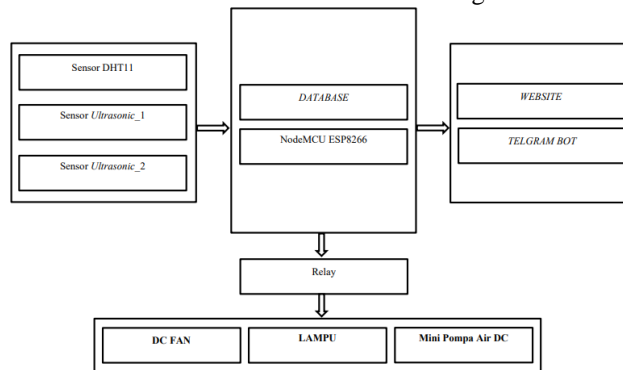 Sensor DHT11
Sensor Ultrasonic_1
Sensor Ultrasonic_2
DATABASE
NodeMCU ESP8266
WEBSITE
TELGRAM BOT
Relay
DC FAN
LAMPU
Mini Pompa Air DC